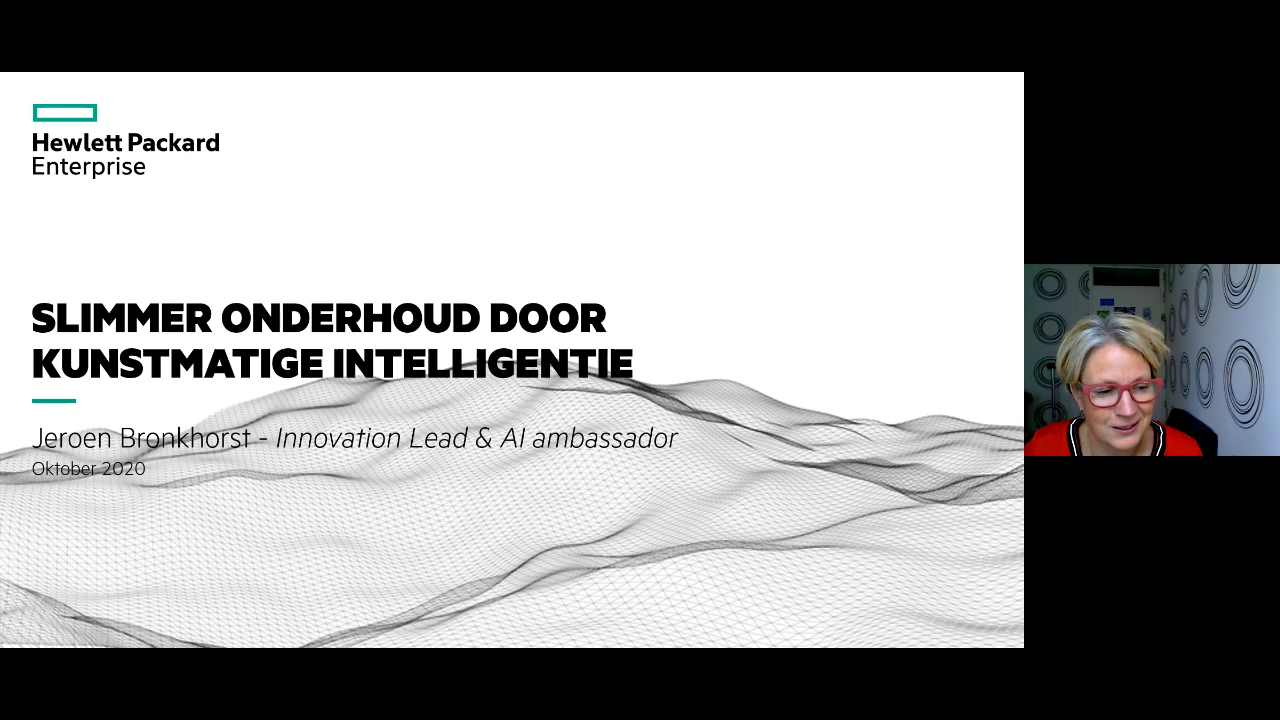 Hewlett Packard
Enterprise
SLIMMER ONDERHOUD DOOR
KUNSTMATIGE INTELLIGENTIE
Jeroen Bronkhorst - Innovation Lead & AI ambassador
Oktober 2020